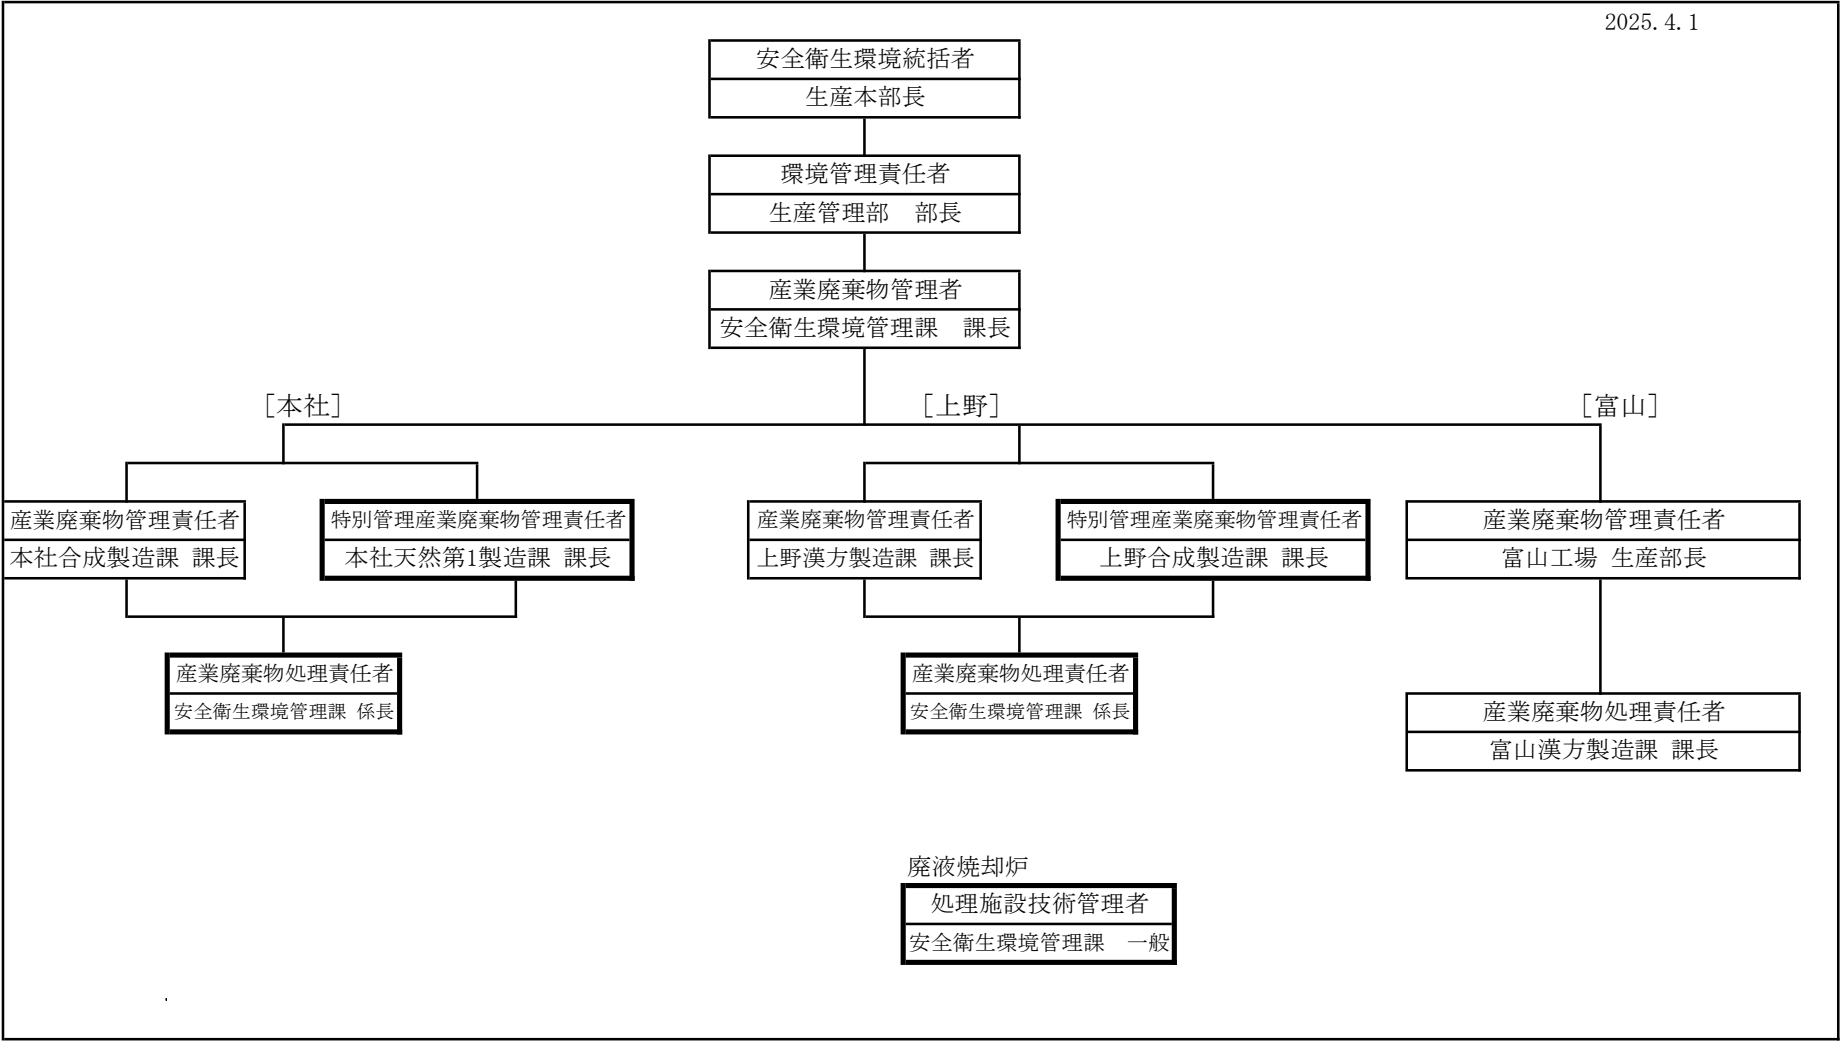 2025.4.1
安全衛生環境統括者
生産本部長
環境管理責任者
生産管理部　部長
産業廃棄物管理者
安全衛生環境管理課　課長
［本社］
［上野］
［富山］
産業廃棄物管理責任者
本社合成製造課 課長
特別管理産業廃棄物管理責任者
本社天然第1製造課 課長
産業廃棄物管理責任者
上野漢方製造課 課長
特別管理産業廃棄物管理責任者
上野合成製造課 課長
産業廃棄物管理責任者
富山工場 生産部長
産業廃棄物処理責任者
安全衛生環境管理課 係長
産業廃棄物処理責任者
安全衛生環境管理課 係長
産業廃棄物処理責任者
富山漢方製造課 課長
廃液焼却炉
処理施設技術管理者
安全衛生環境管理課　一般